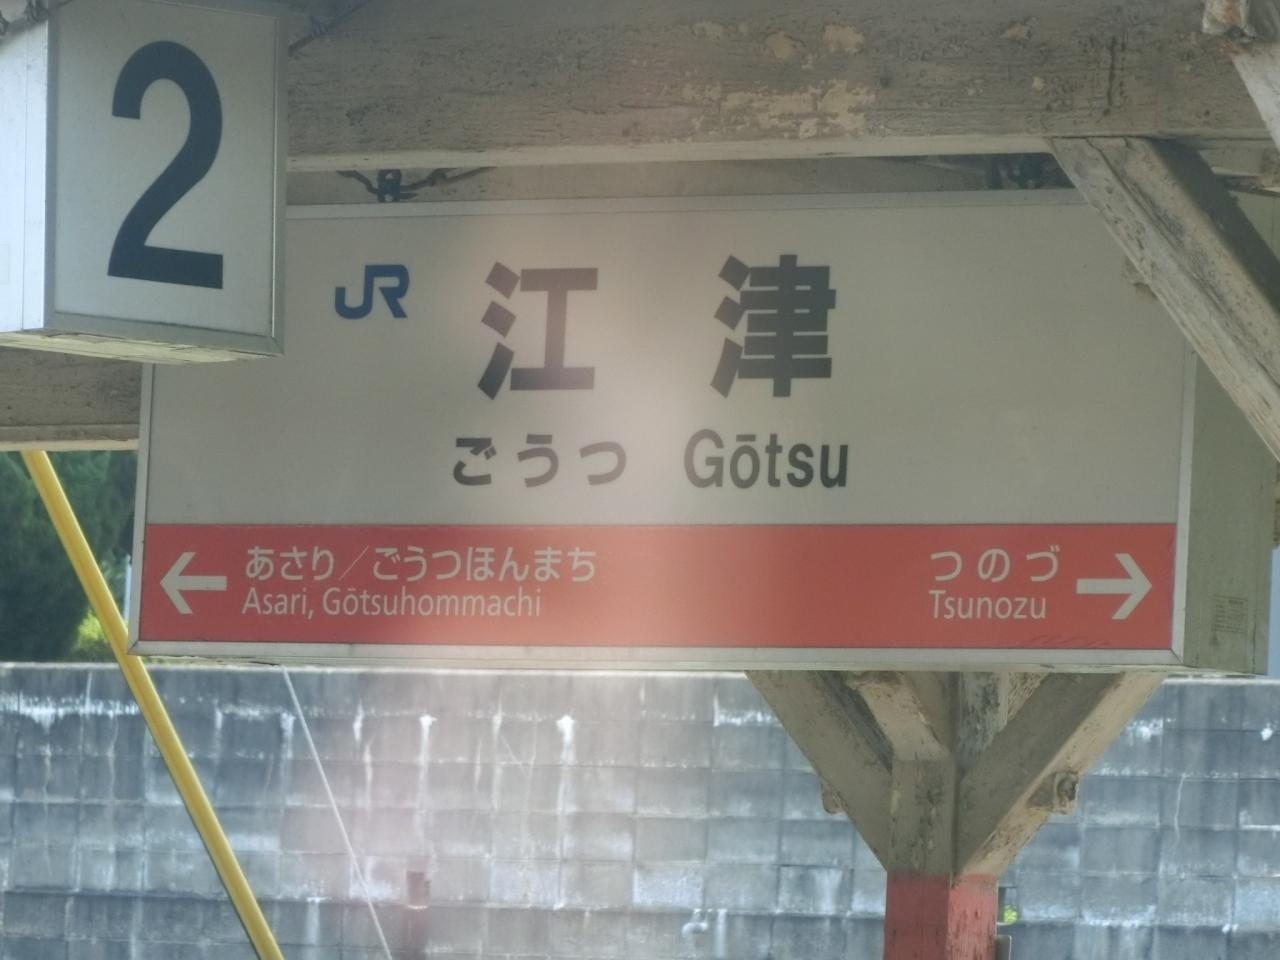 2
JR
江津
ごうつ Gōtsu
← あさり／ごうつほんまち
Asari, Gōtsuhommachi
つのづ →
Tsunozu